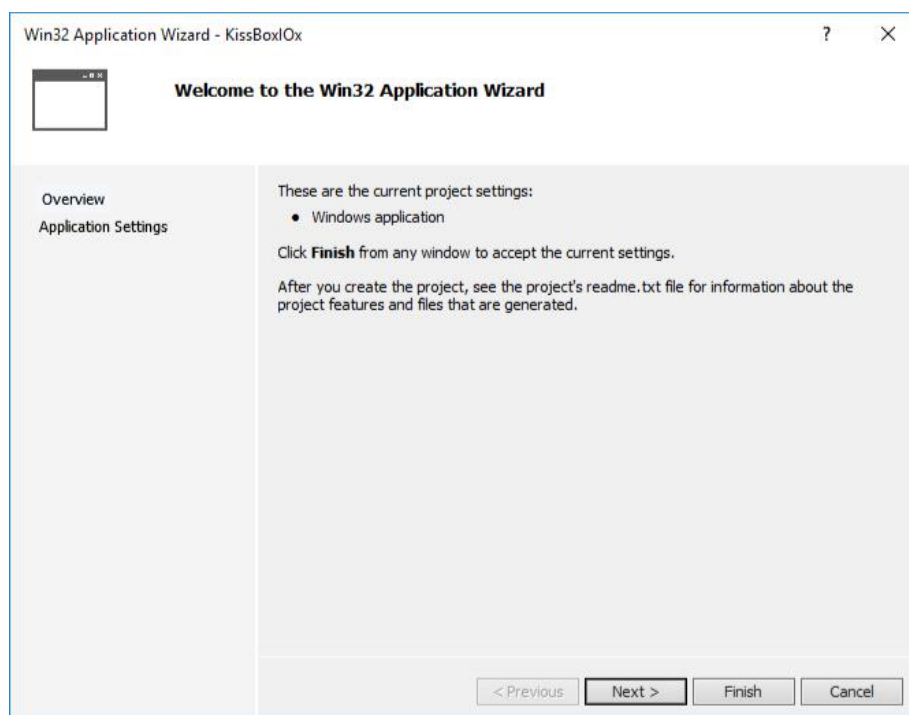 Win32 Application Wizard - KissBoxIOx
?
Welcome to the Win32 Application Wizard
Overview
Application Settings
These are the current project settings:
• Windows application
Click Finish from any window to accept the current settings.
After you create the project, see the project's readme.txt file for information about the
project features and files that are generated.
< Previous
Next >
Finish
Cancel